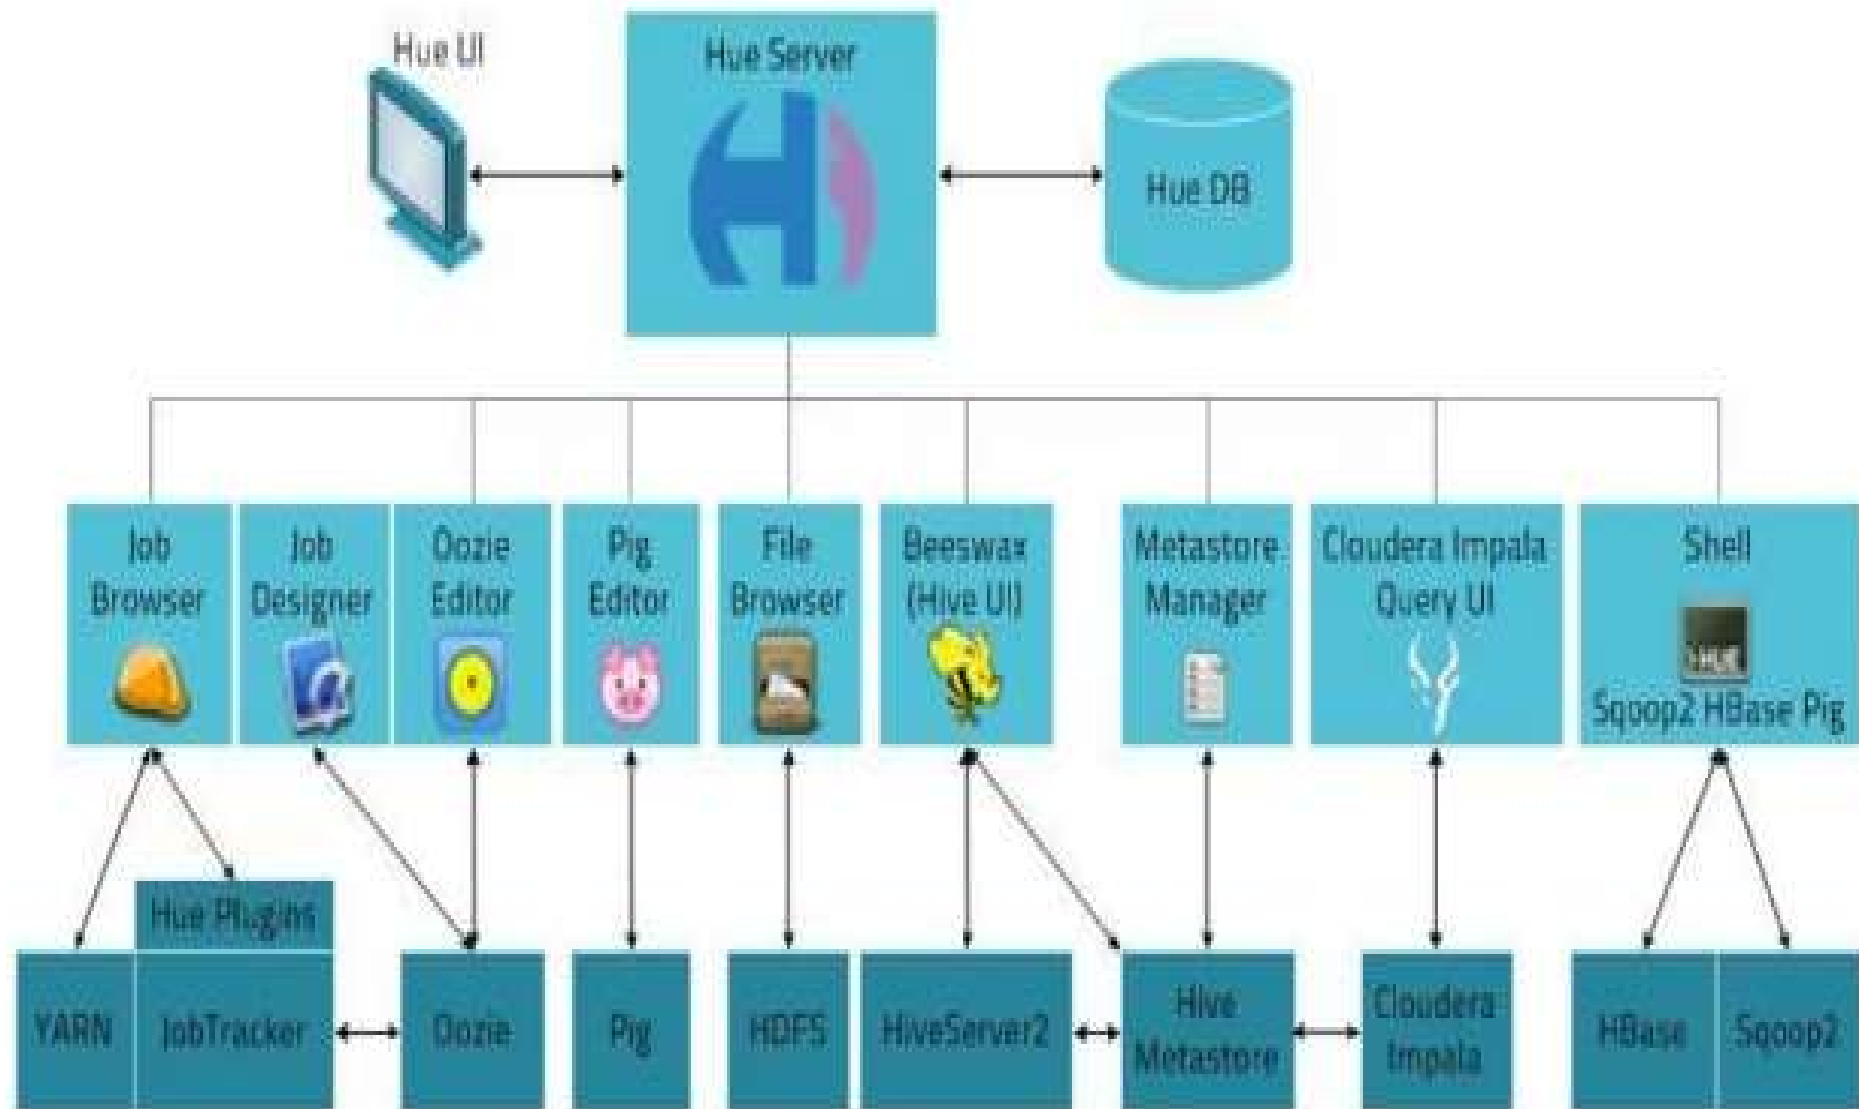 Hue UI
Hue Server
Hue DB
Job
Browser
Job
Designer
Oozie
Editor
Pig
Editor
File
Browser
Beeswax
(Hive UI)
Metastore
Manager
Cloudera Impala
Query UI
Shell
HUE
Sqoop2 HBase Pig
Hue Plugins
YARN
JobTracker
Oozie
Pig
HDFS
HiveServer2
Hive
Metastore
Cloudera
Impala
HBase
Sqoop2